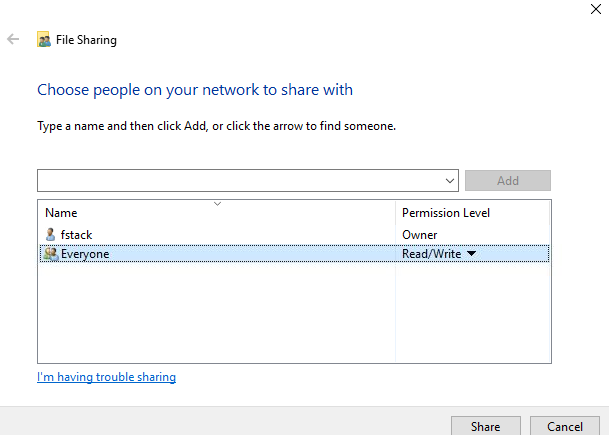 File Sharing
Choose people on your network to share with
Type a name and then click Add, or click the arrow to find someone.
Add
Name Permission Level
fstack Owner
Everyone Read/Write
I'm having trouble sharing
Share Cancel